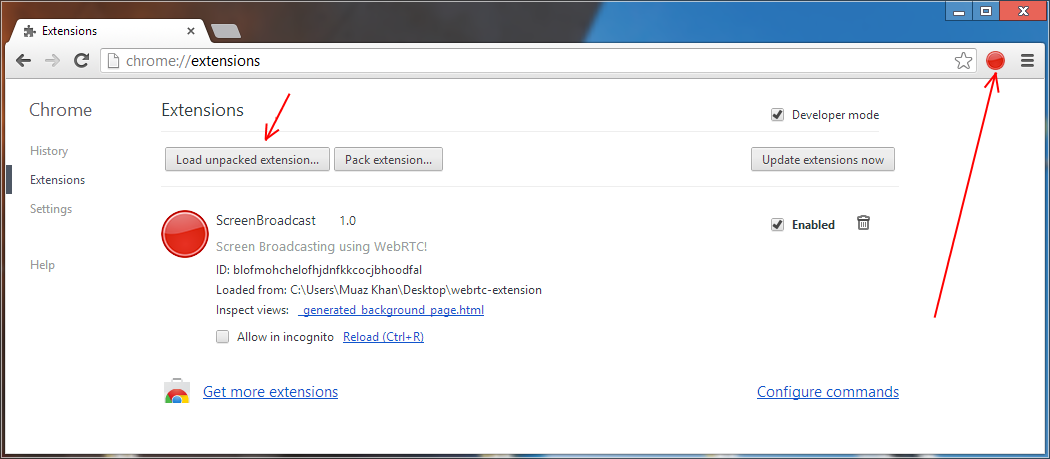 Extensions
chrome://extensions
Chrome
History
Extensions
Settings
Help
Extensions
Developer mode
Load unpacked extension... Pack extension... Update extensions now
ScreenBroadcast 1.0
Enabled
Screen Broadcasting using WebRTC!
ID: blofmohchelofhjdnfkkcocjbhoodfal
Loaded from: C:\Users\Muaz Khan\Desktop\webrtc-extension
Inspect views: _generated_background_page.html
Allow in incognito Reload (Ctrl+R)
Get more extensions
Configure commands